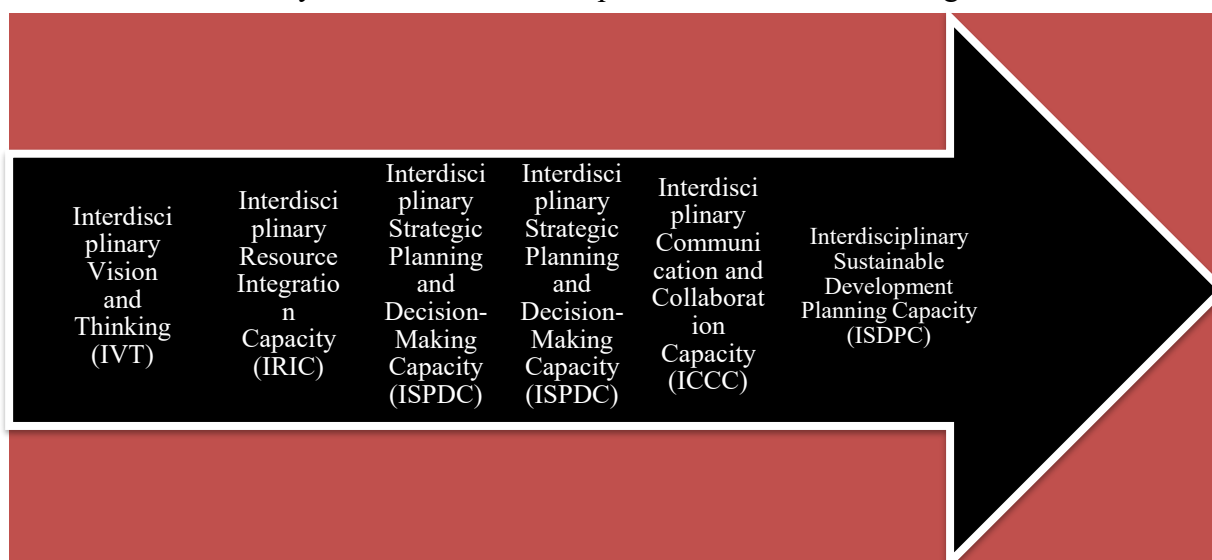 Interdisci
plinary
Vision
and
Thinking
(IVT)
Interdisci
plinary
Resource
Integratio
n
Capacity
(IRIC)
Interdisci
plinary
Strategic
Planning
and
Decision-
Making
Capacity
(ISPDC)
Interdisci
plinary
Strategic
Planning
and
Decision-
Making
Capacity
(ISPDC)
Interdisci
plinary
Communi
cation and
Collaborat
ion
Capacity
(ICCC)
Interdisciplinary
Sustainable
Development
Planning Capacity
(ISDPC)